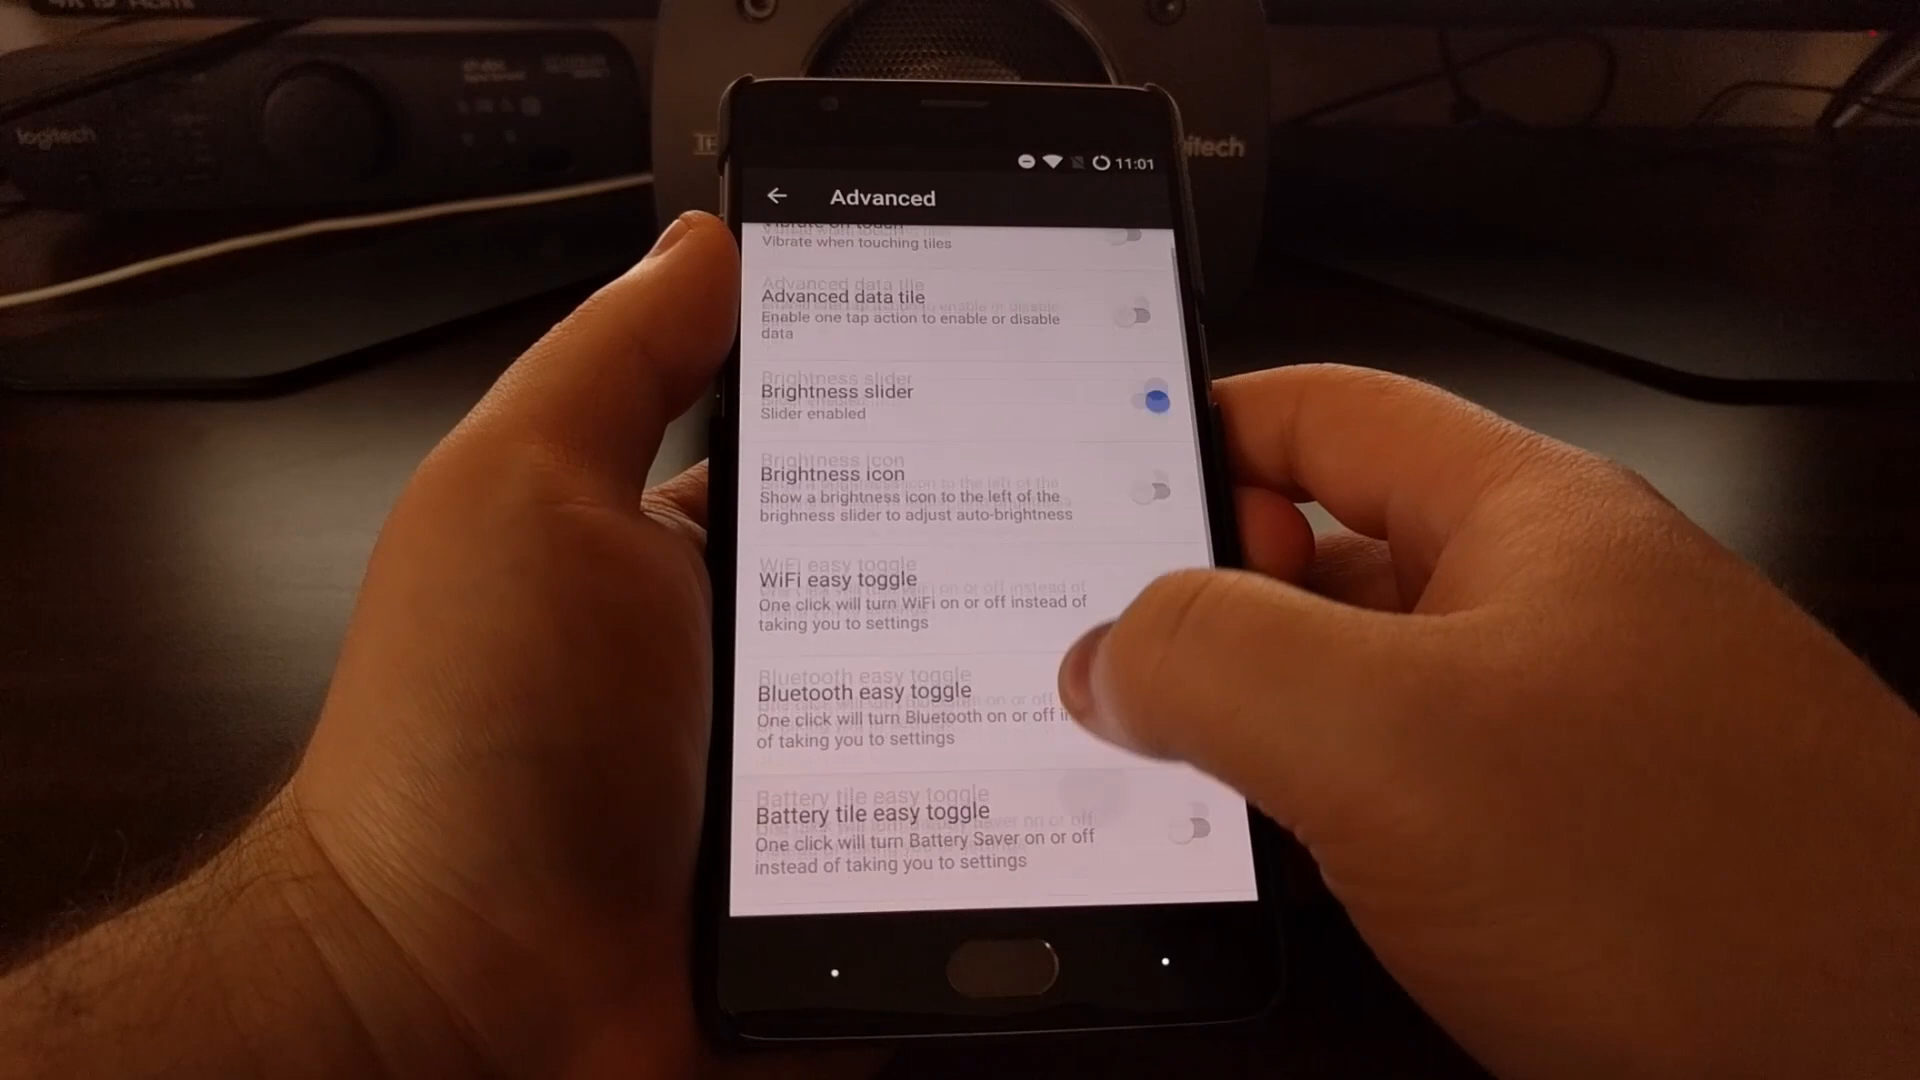 logitech
itech
11:01
Advanced
Vibrate on touch
Vibrate when touching tiles
Advanced data tile
Enable one tap action to enable or disable
data
Brightness slider
Slider enabled
Brightness icon
Show a brightness icon to the left of the
brighness slider to adjust auto-brightness
WiFi easy toggle
One click will turn WiFi on or off instead of
taking you to settings
Bluetooth easy toggle
One click will turn Bluetooth on or off in
of taking you to settings
Battery tile easy toggle
One click will turn Battery Saver on or off
instead of taking you to settings